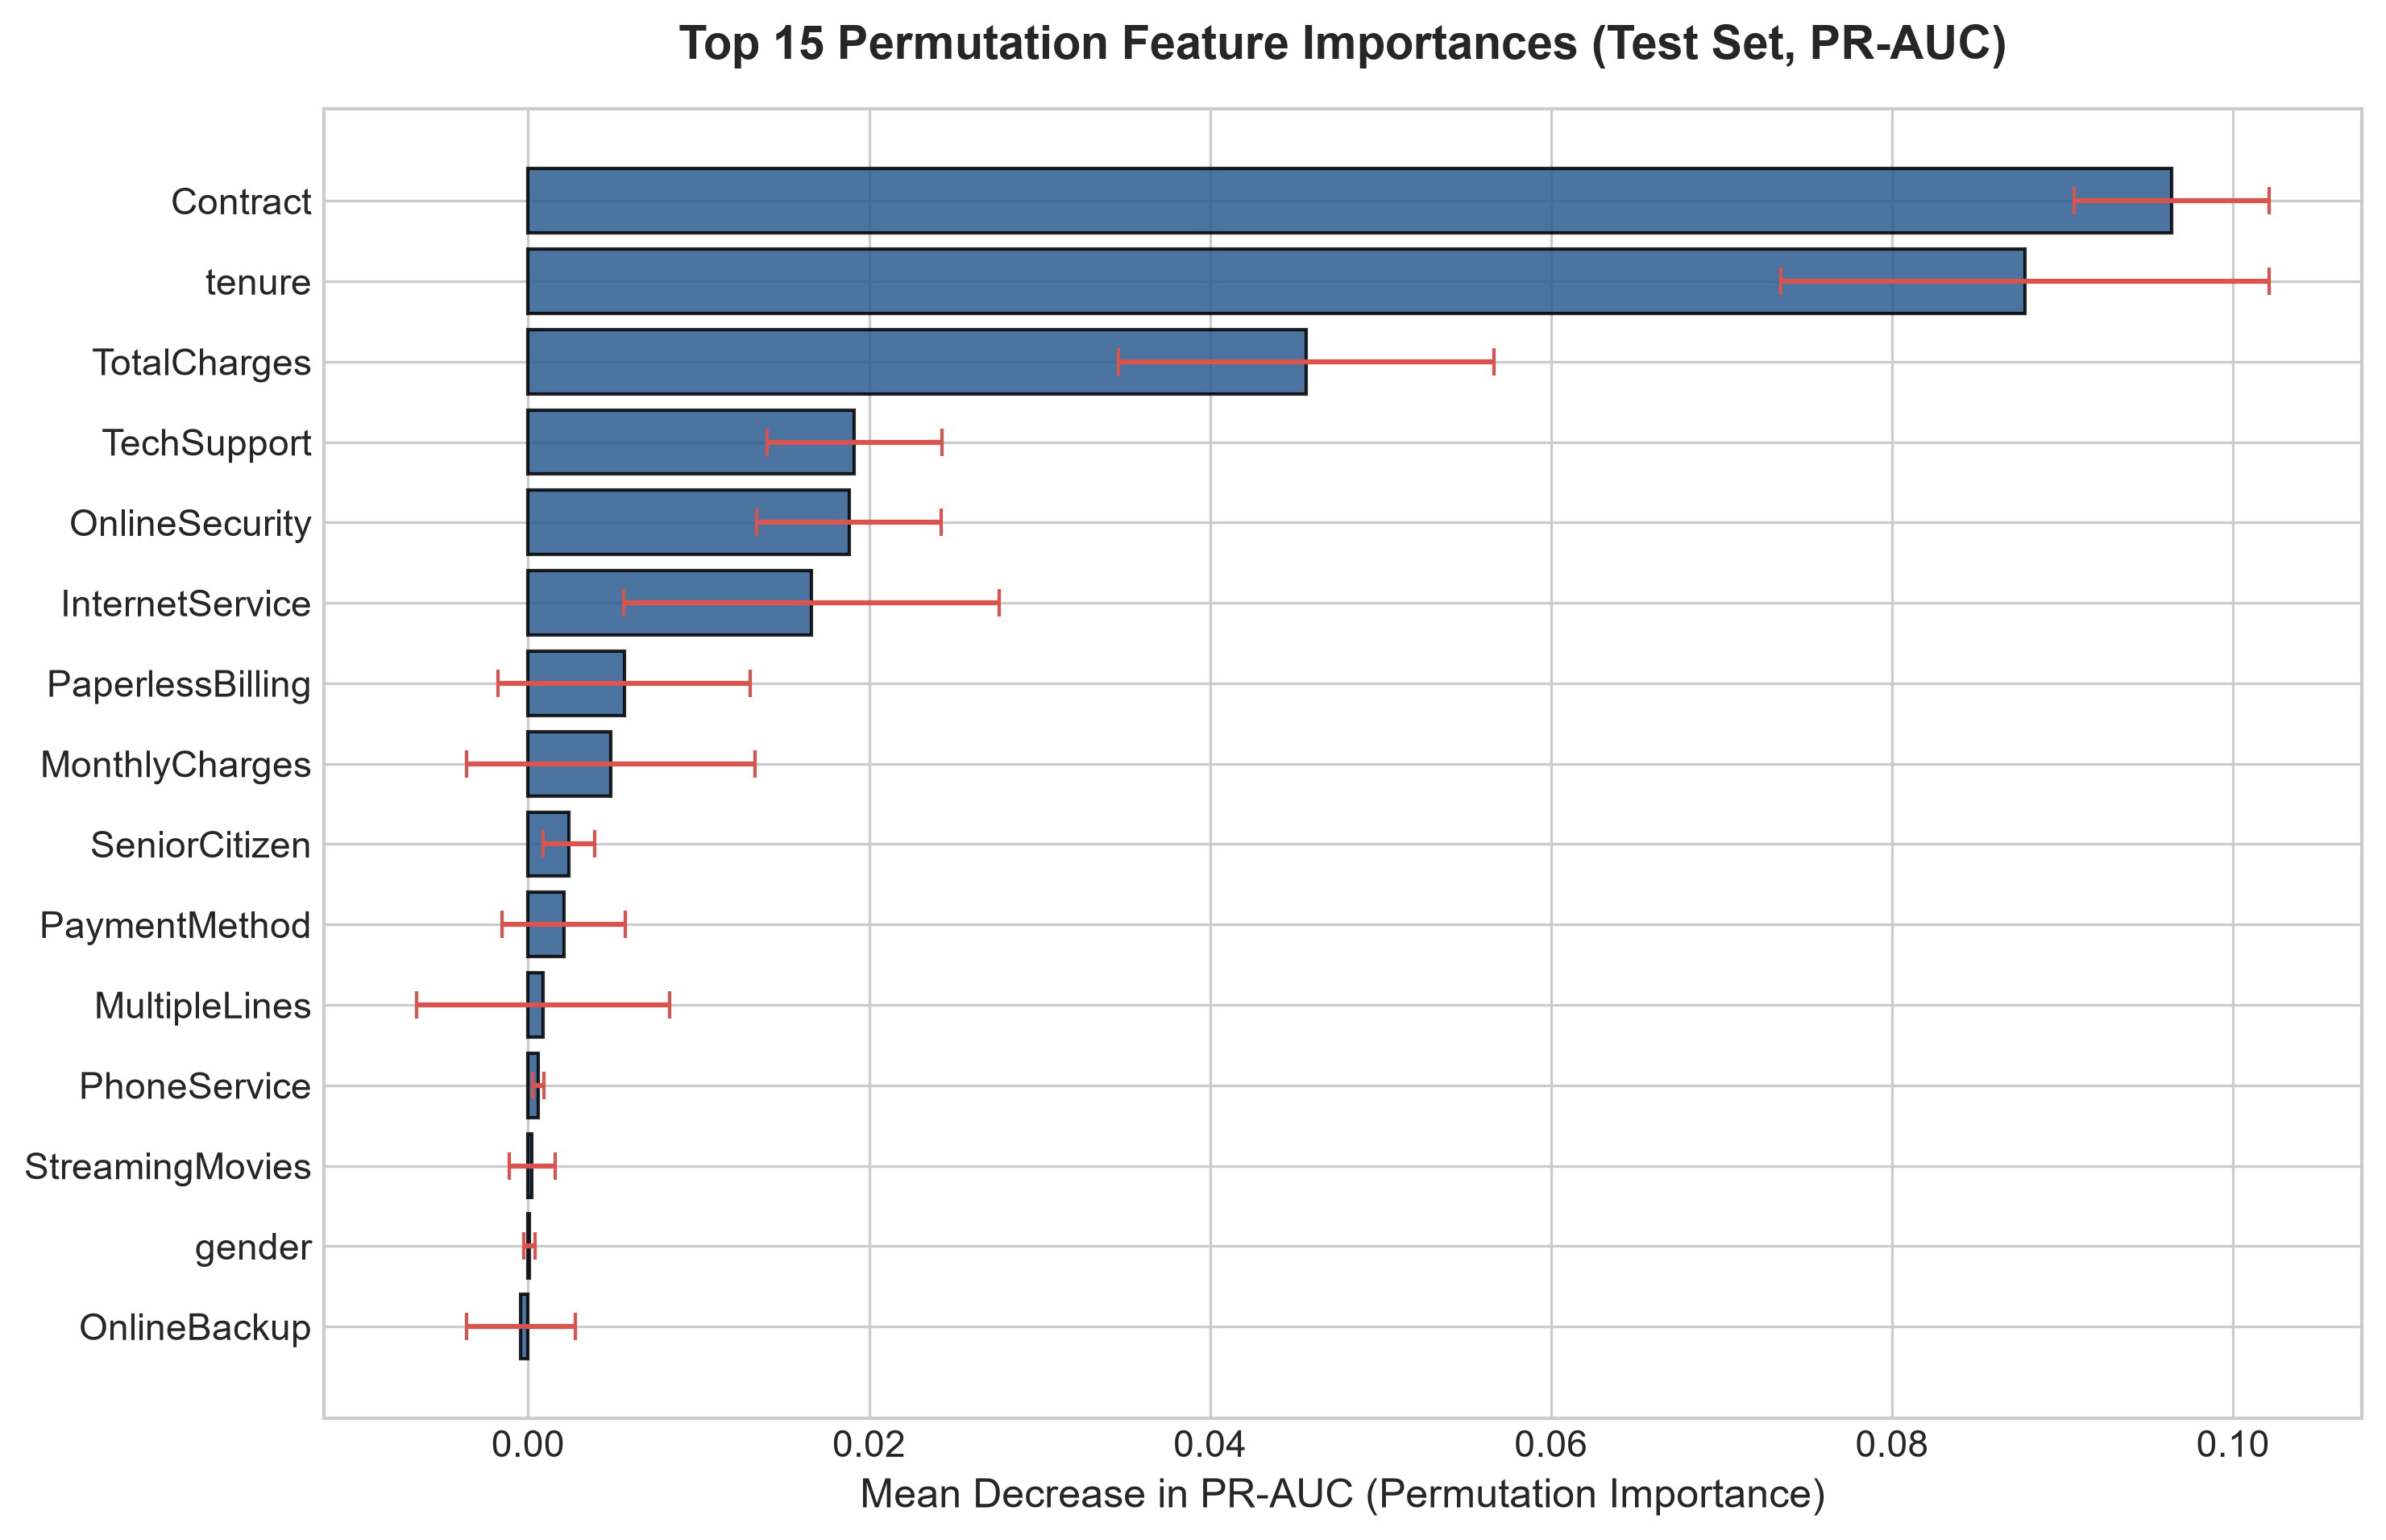 Top 15 Permutation Feature Importances (Test Set, PR-AUC)
Contract
tenure
TotalCharges
TechSupport
OnlineSecurity
InternetService
PaperlessBilling
MonthlyCharges
SeniorCitizen
PaymentMethod
MultipleLines
PhoneService
StreamingMovies
gender
OnlineBackup
0.00 0.02 0.04 0.06 0.08 0.10
Mean Decrease in PR-AUC (Permutation Importance)